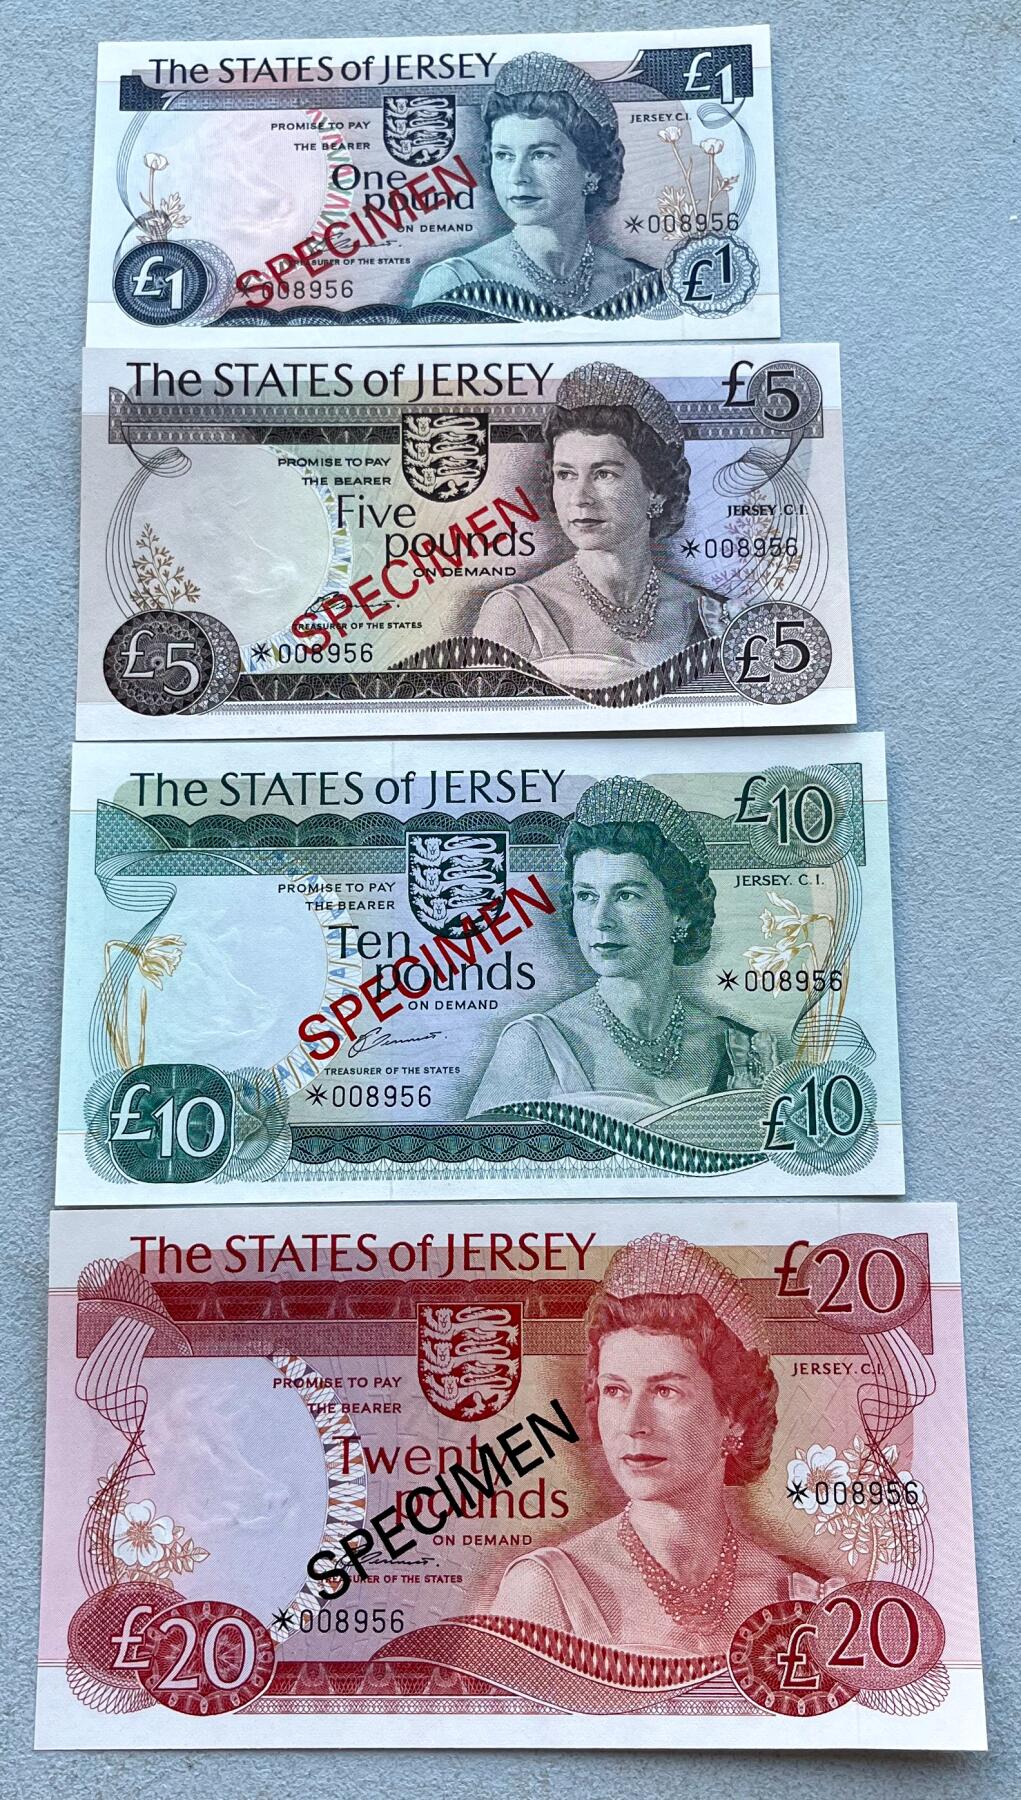 The STATES of JERSEY £1
JERSEY.C.I.
PROMISE TO PAY
THE BEARER
One
pound
ON DEMAND
SPECIMEN
TREASURER OF THE STATES
*008956
*008956
£1 £1
The STATES of JERSEY £5
PROMISE TO PAY
THE BEARER
JERSEY.C.I.
Five
pounds
ON DEMAND
*008956
SPECIMEN
TREASURER OF THE STATES
*008956
£5 £5
The STATES of JERSEY £10
PROMISE TO PAY
THE BEARER
JERSEY. C.I.
Ten
pounds
ON DEMAND
*008956
SPECIMEN
TREASURER OF THE STATES
*008956
£10 £10
The STATES of JERSEY £20
JERSEY.C.I.
PROMISE TO PAY
THE BEARER
Twenty
pounds
ON DEMAND
*008956
SPECIMEN
TREASURER OF THE STATES
*008956
£20 £20